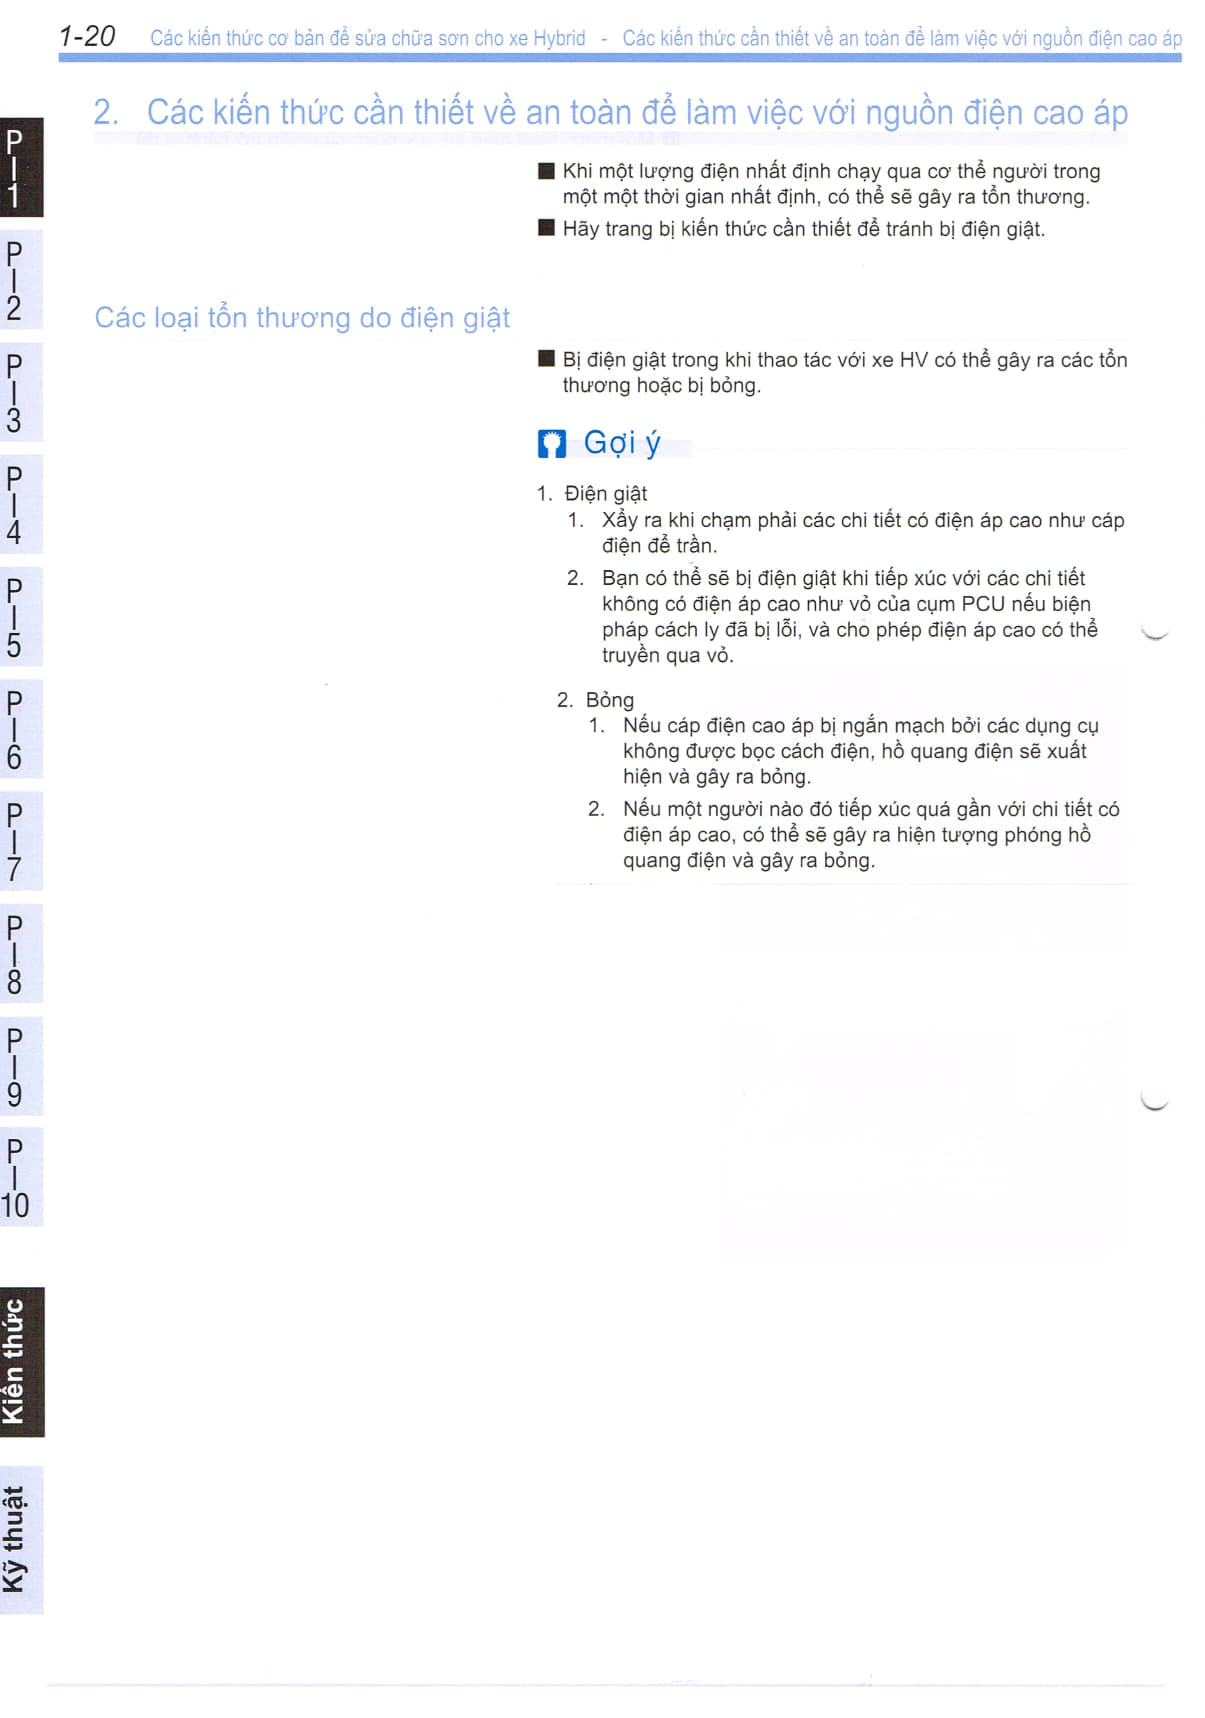 1-20 Các kiến thức cơ bản để sửa chữa sơn cho xe Hybrid - Các kiến thức cần thiết về an toàn để làm việc với nguồn điện cao áp
2. Các kiến thức cần thiết về an toàn để làm việc với nguồn điện cao áp
■ Khi một lượng điện nhất định chạy qua cơ thể người trong
một một thời gian nhất định, có thể sẽ gây ra tổn thương.
■ Hãy trang bị kiến thức cần thiết để tránh bị điện giật.
Các loại tổn thương do điện giật
■ Bị điện giật trong khi thao tác với xe HV có thể gây ra các tổn
thương hoặc bị bỏng.
Gợi ý
1. Điện giật
1. Xẩy ra khi chạm phải các chi tiết có điện áp cao như cáp
điện để trần.
2. Bạn có thể sẽ bị điện giật khi tiếp xúc với các chi tiết
không có điện áp cao như vỏ của cụm PCU nếu biện
pháp cách ly đã bị lỗi, và cho phép điện áp cao có thể
truyền qua vỏ.
2. Bỏng
1. Nếu cáp điện cao áp bị ngắn mạch bởi các dụng cụ
không được bọc cách điện, hồ quang điện sẽ xuất
hiện và gây ra bỏng.
2. Nếu một người nào đó tiếp xúc quá gần với chi tiết có
điện áp cao, có thể sẽ gây ra hiện tượng phóng hồ
quang điện và gây ra bỏng.
P-1
P-2
P-3
P-4
P-5
P-6
P-7
P-8
P-9
P-10
Kiến thức
Kỹ thuật